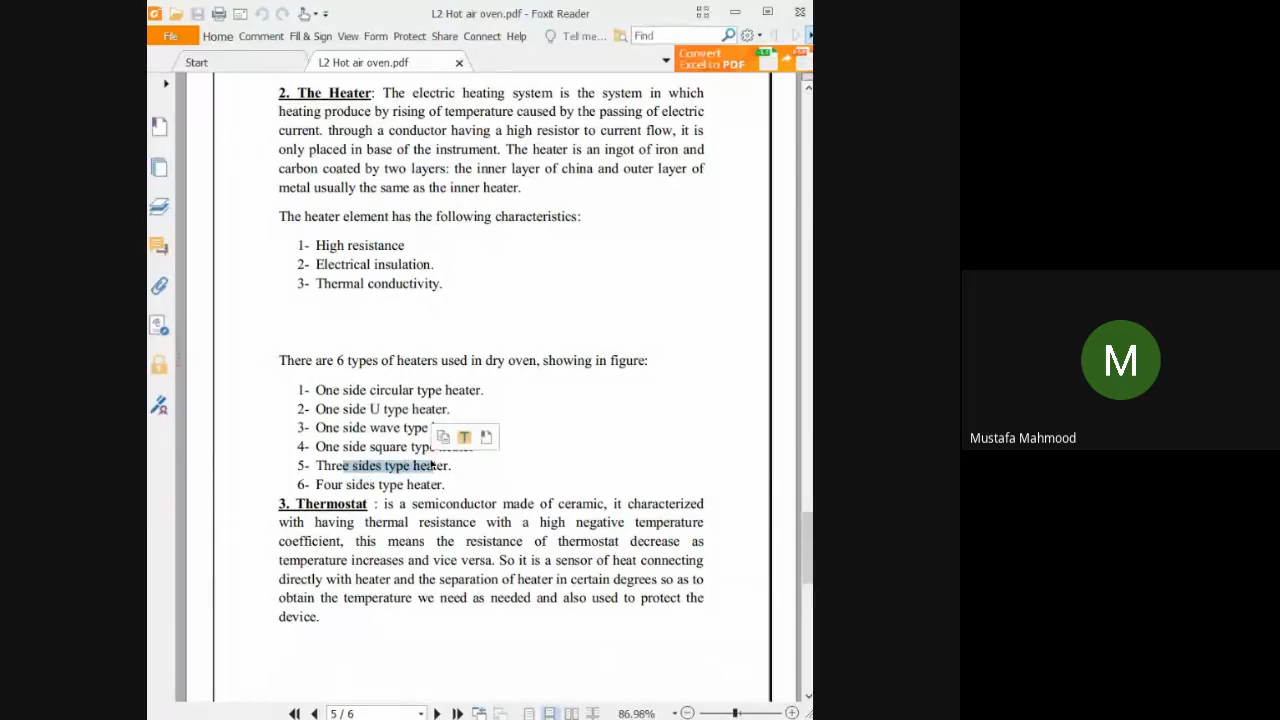 L2 Hot air oven.pdf - Foxit Reader
File Home Comment Fill & Sign View Form Protect Share Connect Help Tell me... Find
Start L2 Hot air oven.pdf Convert
Excel to PDF
2. The Heater: The electric heating system is the system in which
heating produce by rising of temperature caused by the passing of electric
current. through a conductor having a high resistor to current flow, it is
only placed in base of the instrument. The heater is an ingot of iron and
carbon coated by two layers: the inner layer of china and outer layer of
metal usually the same as the inner heater.
The heater element has the following characteristics:
1- High resistance
2- Electrical insulation.
3- Thermal conductivity.
There are 6 types of heaters used in dry oven, showing in figure:
1- One side circular type heater.
2- One side U type heater.
3- One side wave type
4- One side square type
5- Three sides type heater.
6- Four sides type heater.
3. Thermostat : is a semiconductor made of ceramic, it characterized
with having thermal resistance with a high negative temperature
coefficient, this means the resistance of thermostat decrease as
temperature increases and vice versa. So it is a sensor of heat connecting
directly with heater and the separation of heater in certain degrees so as to
obtain the temperature we need as needed and also used to protect the
device.
5 / 6 86.98%
M
Mustafa Mahmood